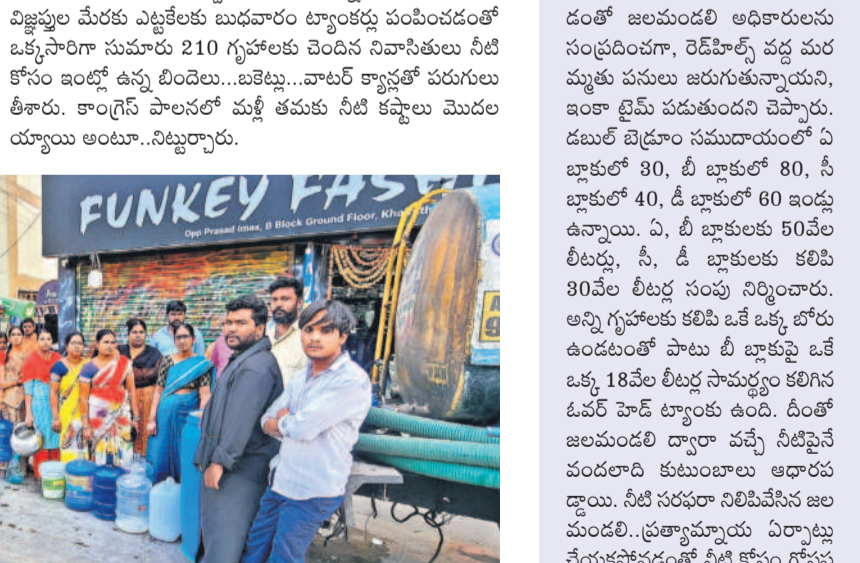 విజ్ఞప్తుల మేరకు ఎట్టకేలకు బుధవారం ట్యాంకర్లు పంపించడంతో
ఒక్కసారిగా సుమారు 210 గృహాలకు చెందిన నివాసితులు నీటి
కోసం ఇంట్లో ఉన్న బిందెలు...బకెట్లు...వాటర్ క్యాన్లతో పరుగులు
తీశారు. కాంగ్రెస్ పాలనలో మళ్లీ తమకు నీటి కష్టాలు మొదల
య్యాయి అంటూ..నిట్టుర్చారు.
FUNKEY FASH
Opp Prasad Imax, B Block Ground Floor,
డంతో జలమండలి అధికారులను
సంప్రదించగా, రెడ్‌హిల్స్ వద్ద మర
మ్మతు పనులు జరుగుతున్నాయని,
ఇంకా టైమ్ పడుతుందని చెప్పారు.
డబుల్ బెడ్రూం సముదాయంలో ఏ
బ్లాకులో 30, బీ బ్లాకులో 80, సీ
బ్లాకులో 40, డీ బ్లాకులో 60 ఇండ్లు
ఉన్నాయి. ఏ, బీ బ్లాకులకు 50వేల
లీటర్లు, సీ, డీ బ్లాకులకు కలిపి
30వేల లీటర్ల సంపు నిర్మించారు.
అన్ని గృహాలకు కలిపి ఒకే ఒక్క బోరు
ఉండటంతో పాటు బీ బ్లాకుపై ఒకే
ఒక్క 18వేల లీటర్ల సామర్థ్యం కలిగిన
ఓవర్ హెడ్ ట్యాంకు ఉంది. దీంతో
జలమండలి ద్వారా వచ్చే నీటిపైనే
వందలాది కుటుంబాలు ఆధారప
డ్డాయి. నీటి సరఫరా నిలిపివేసిన జల
మండలి..ప్రత్యామ్నాయ ఏర్పాట్లు